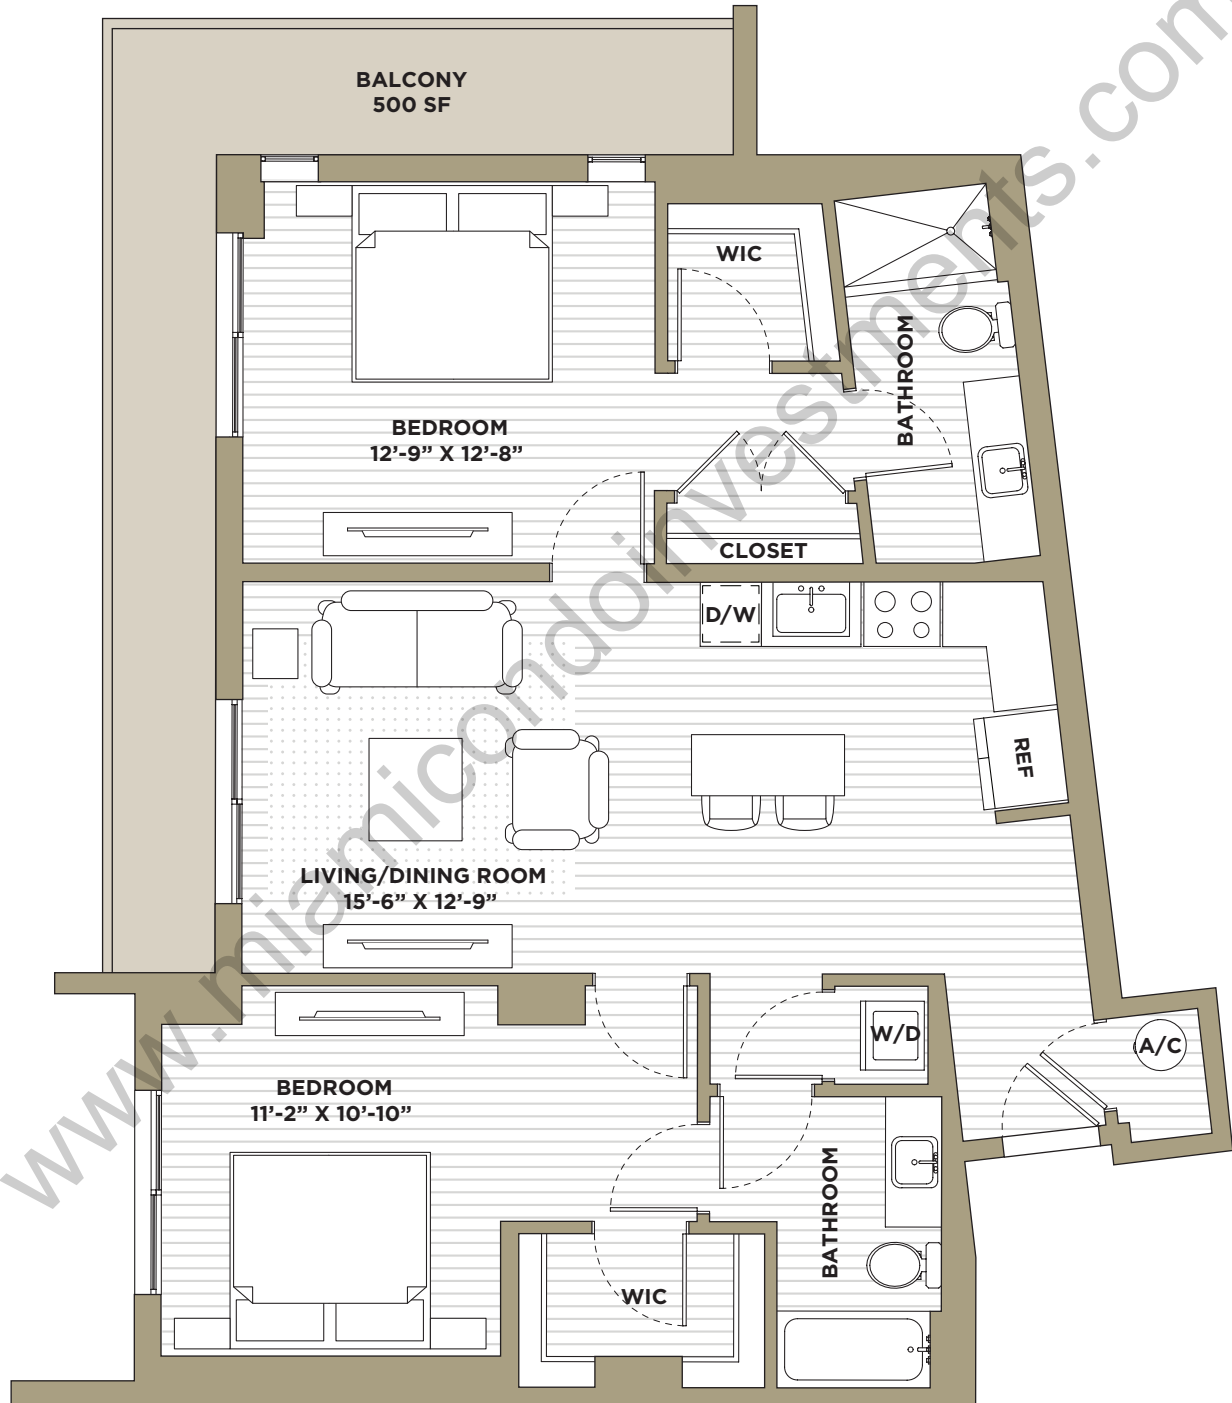 BALCONY
500 SF
WIC
BATHROOM
BEDROOM
12’-9” X 12’-8”
CLOSET
D/W
REF
LIVING/DINING ROOM
15’-6” X 12’-9”
W/D
A/C
BEDROOM
11’-2” X 10’-10”
BATHROOM
WIC
www.miamicondoinvestments.com